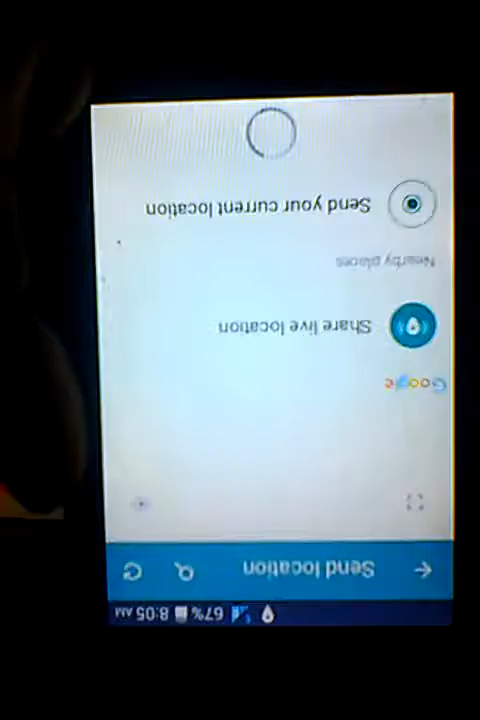 67% 8:05 AM
Send location
Google
Share live location
Nearby places
Send your current location